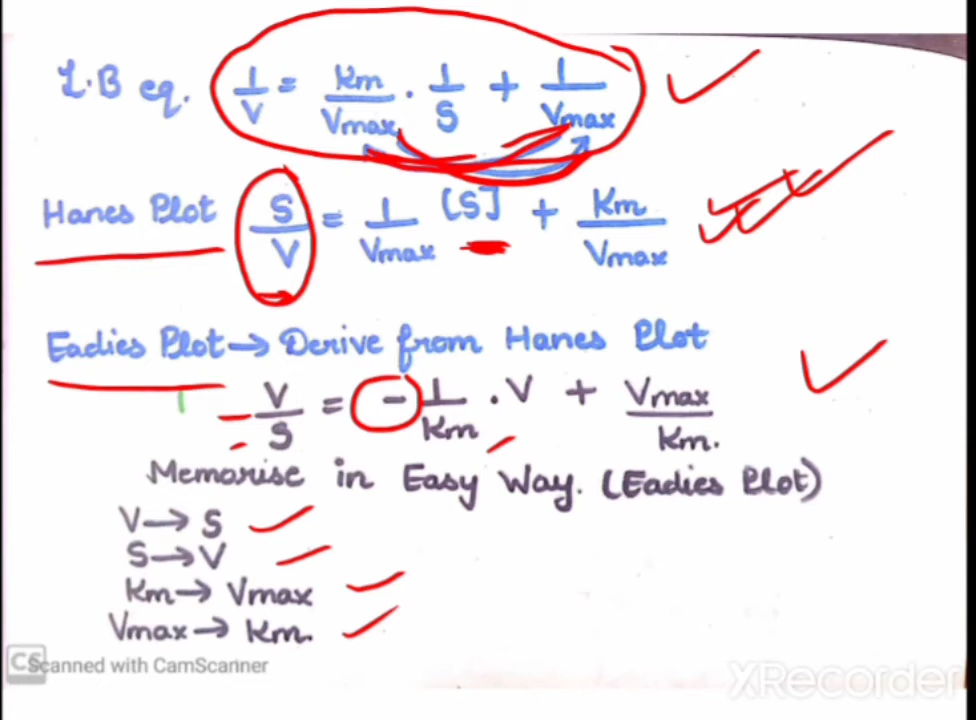 L.B eq. 1/V = Km/Vmax . 1/S + 1/Vmax
Hanes Plot S/V = 1/Vmax [S] + Km/Vmax
Eadies Plot → Derive from Hanes Plot
V/S = - 1/Km . V + Vmax/Km.
Memorise in Easy Way. (Eadies Plot)
V → S
S → V
Km → Vmax
Vmax → Km.
CS Scanned with CamScanner
XRecorder